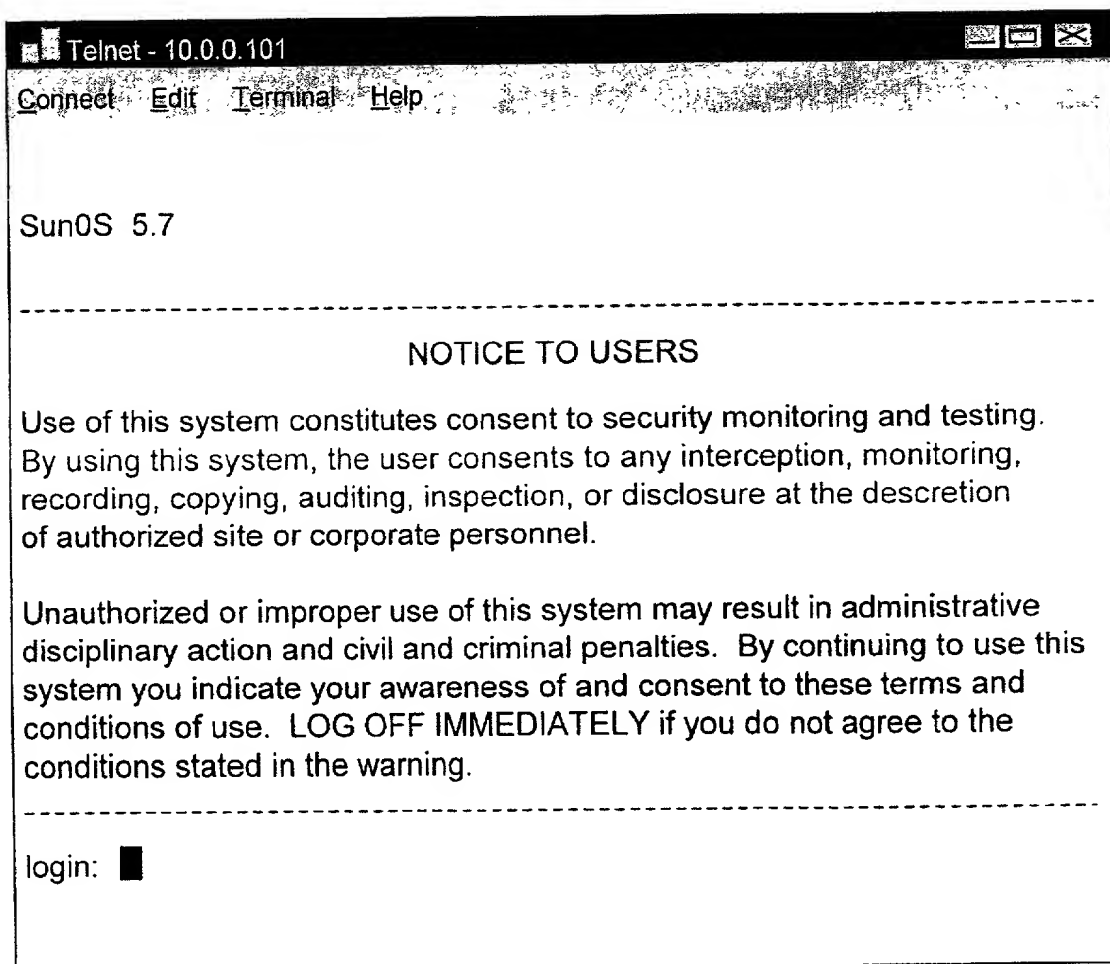 Telnet - 10.0.0.101
Connect Edit Terminal Help
Sun0S 5.7
NOTICE TO USERS
Use of this system constitutes consent to security monitoring and testing.
By using this system, the user consents to any interception, monitoring,
recording, copying, auditing, inspection, or disclosure at the descretion
of authorized site or corporate personnel.
Unauthorized or improper use of this system may result in administrative
disciplinary action and civil and criminal penalties. By continuing to use this
system you indicate your awareness of and consent to these terms and
conditions of use. LOG OFF IMMEDIATELY if you do not agree to the
conditions stated in the warning.
login: